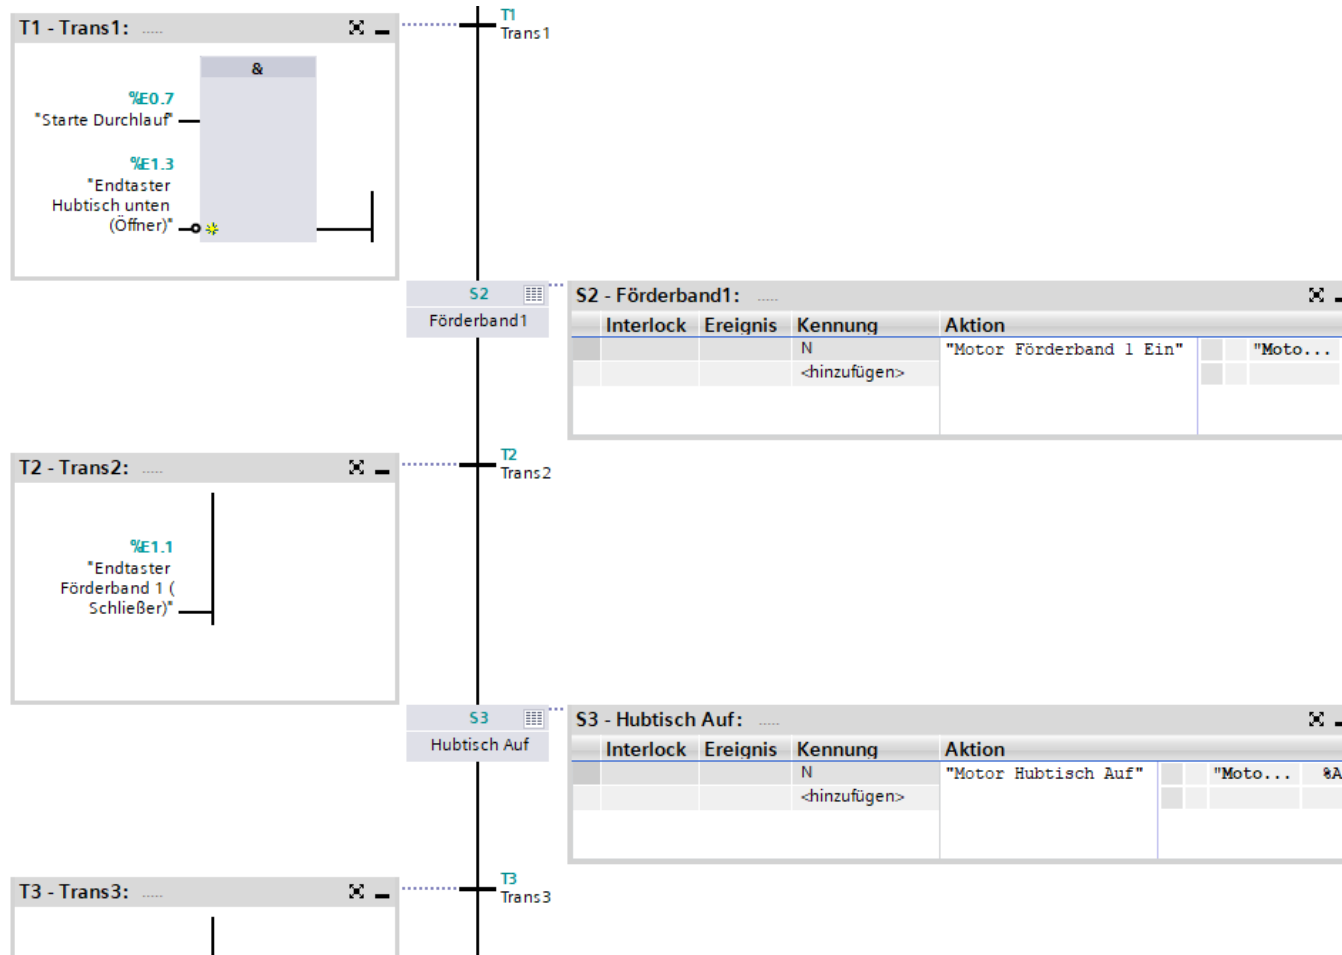 T1 - Trans1: .....
T1
Trans1
&
%E0.7
"Starte Durchlauf"
%E1.3
"Endtaster
Hubtisch unten
(Öffner)"
S2
Förderband1
S2 - Förderband1: .....
Interlock Ereignis Kennung Aktion
N "Motor Förderband 1 Ein" "Moto...
<hinzufügen>
T2 - Trans2: .....
T2
Trans2
%E1.1
"Endtaster
Förderband 1 (
Schließer)"
S3
Hubtisch Auf
S3 - Hubtisch Auf: .....
Interlock Ereignis Kennung Aktion
N "Motor Hubtisch Auf" "Moto... %A
<hinzufügen>
T3 - Trans3: .....
T3
Trans3